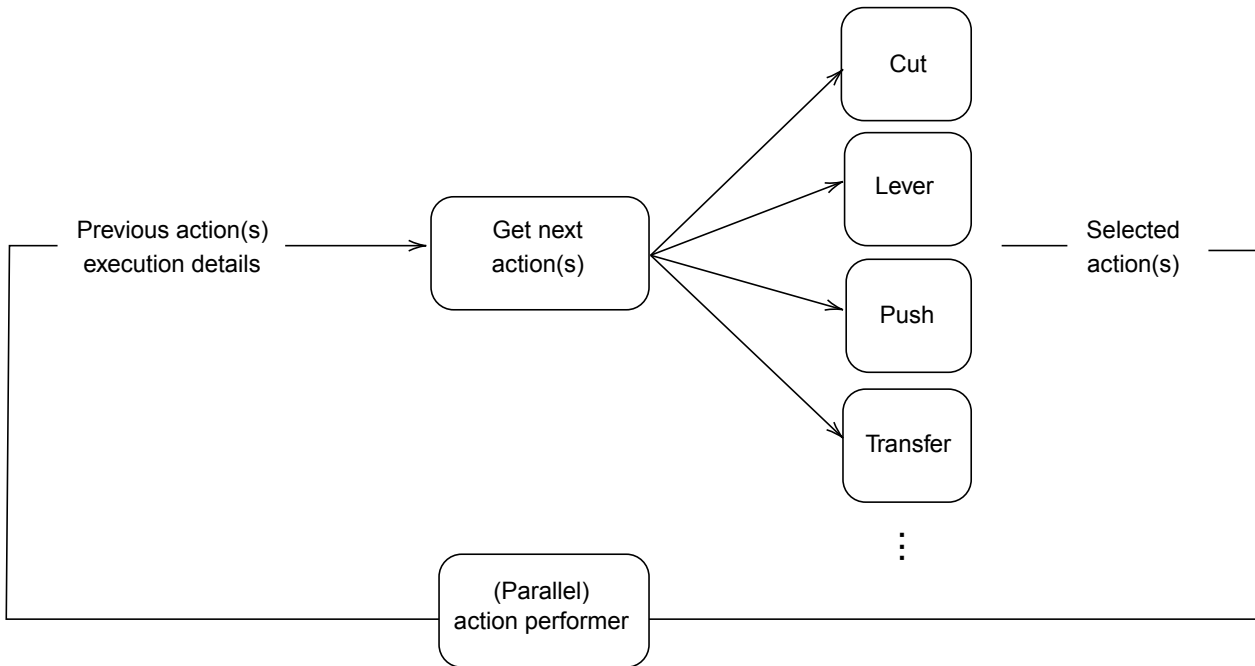 Previous action(s)
execution details
Get next
action(s)
Cut
Lever
Push
Transfer
⋮
Selected
action(s)
(Parallel)
action performer